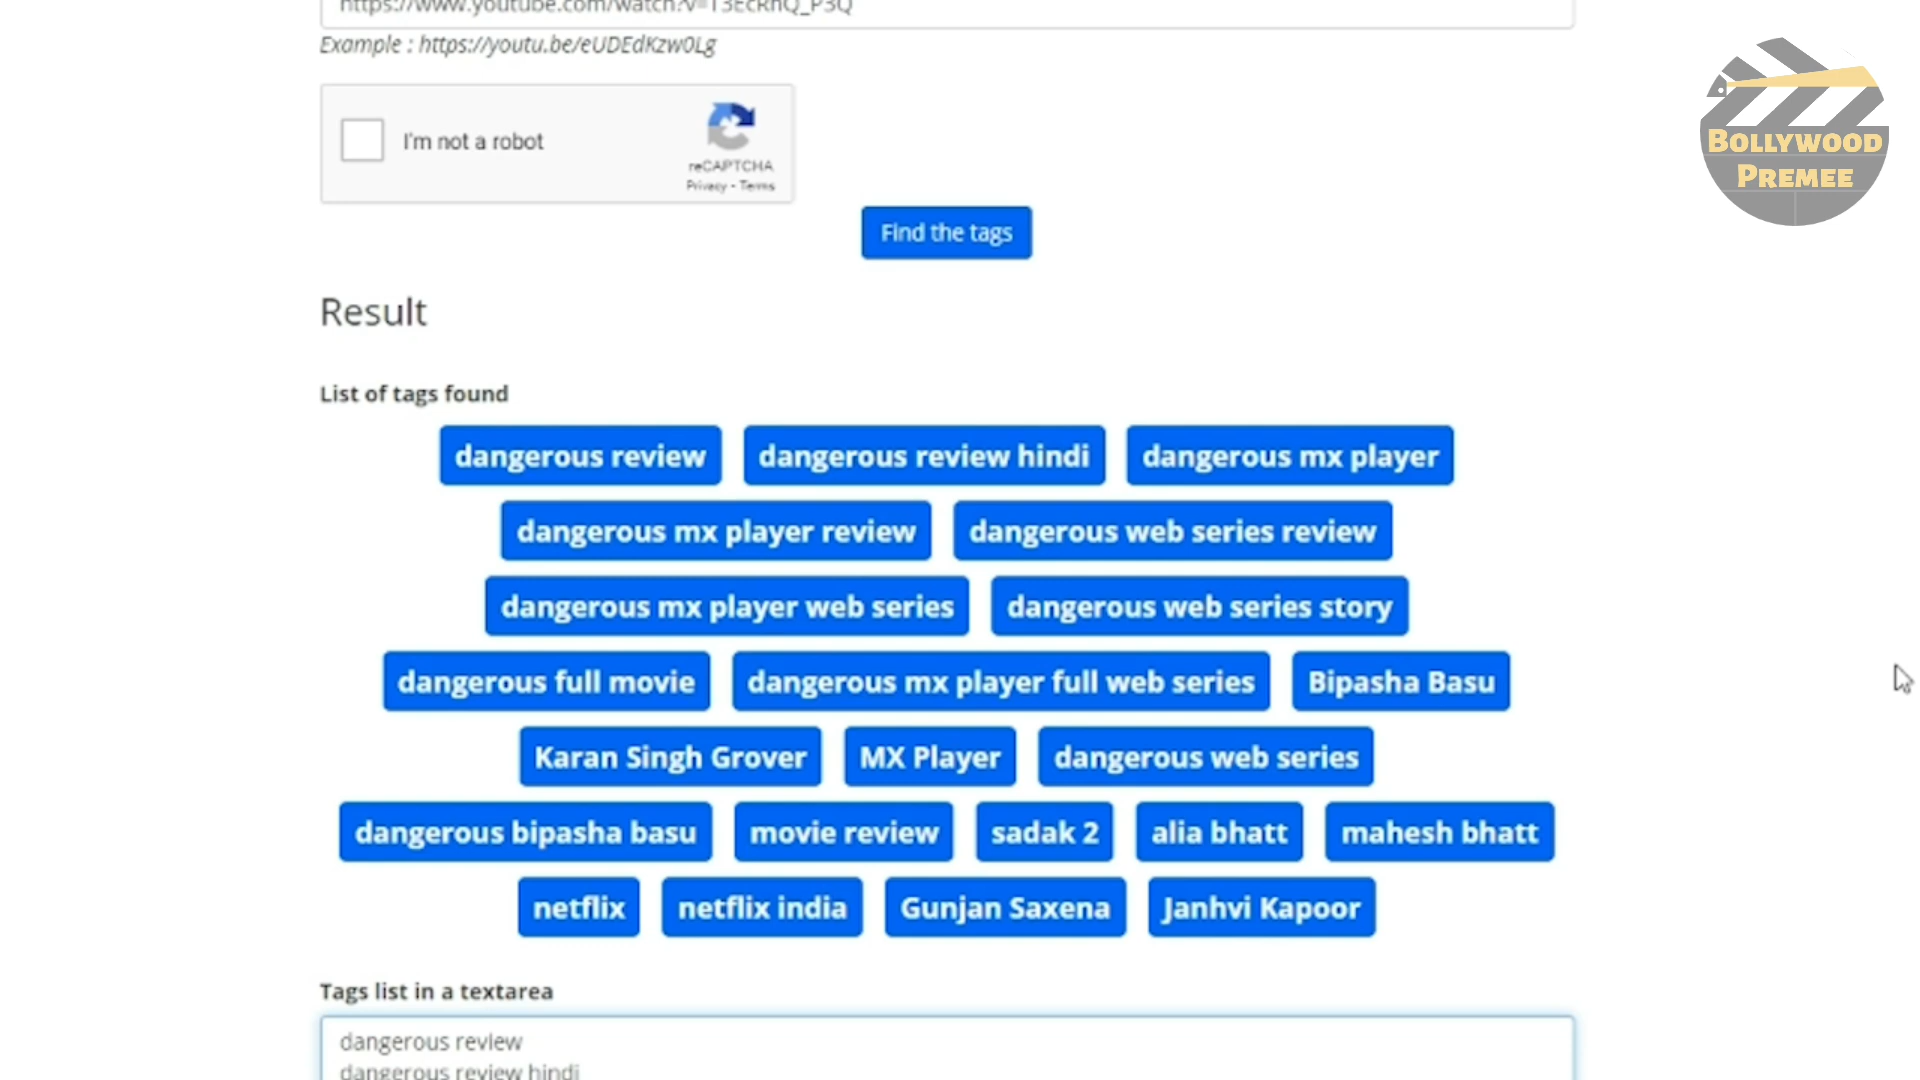 Example : https://youtu.be/eUDEdKzw0Lg
I'm not a robot
reCAPTCHA
Privacy - Terms
BOLLYWOOD
PREMEE
Find the tags
Result
List of tags found
dangerous review dangerous review hindi dangerous mx player
dangerous mx player review dangerous web series review
dangerous mx player web series dangerous web series story
dangerous full movie dangerous mx player full web series Bipasha Basu
Karan Singh Grover MX Player dangerous web series
dangerous bipasha basu movie review sadak 2 alia bhatt mahesh bhatt
netflix netflix india Gunjan Saxena Janhvi Kapoor
Tags list in a textarea
dangerous review
dangerous review hindi